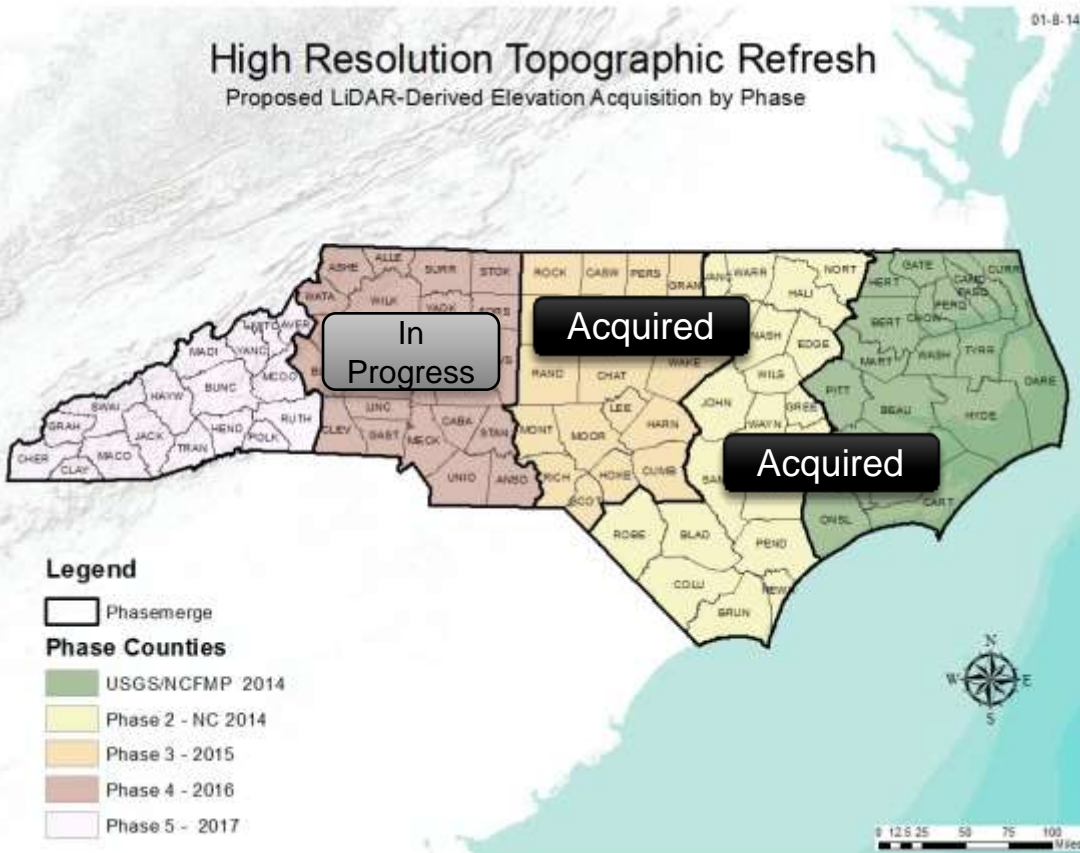 01-8-14
High Resolution Topographic Refresh
Proposed LiDAR-Derived Elevation Acquisition by Phase
ASHE
ALLE
SURR
STOK
ROCK
CASW
PERS
GRAN
WARR
NORT
HERT
GATE
CURR
WATA
WILK
YADK
HALI
PERQ
AVER
In
Progress
Acquired
NASH
EDGE
BERT
CHOW
MADI
YANC
MCDO
RAND
CHAT
WAKE
WILS
MART
WASH
TYRR
DARE
SWAI
HAYW
BUNC
RUTH
LEE
JOHN
GREE
PITT
BEAU
HYDE
GRAH
JACK
HEND
POLK
CLEV
GAST
MECK
CABA
STAN
MONT
MOOR
HARN
WAYN
CHER
CLAY
MACO
TRAN
UNIO
ANSO
RICH
HOKE
CUMB
Acquired
SCOT
CART
ONSL
ROBE
BLAD
PEND
COLU
BRUN
Legend
Phasemerge
Phase Counties
USGS/NCFMP 2014
Phase 2 - NC 2014
Phase 3 - 2015
Phase 4 - 2016
Phase 5 - 2017
N
W
E
S
0 12.5 25 50 75 100
Miles